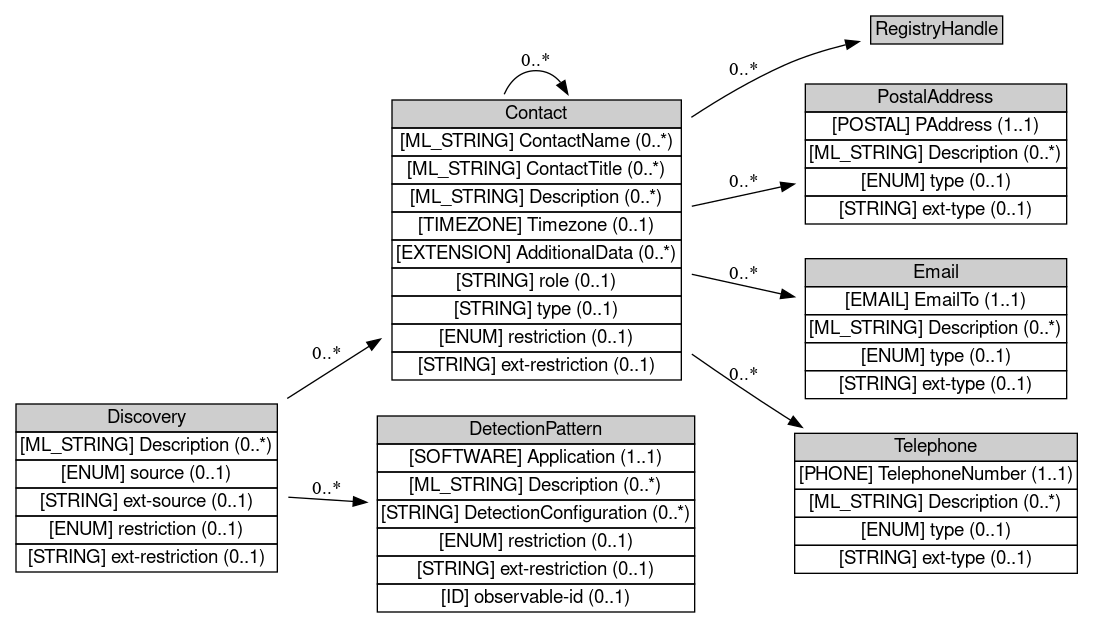 RegistryHandle
0..*
0..*
Contact
[ML_STRING] ContactName (0..*)
[ML_STRING] ContactTitle (0..*)
[ML_STRING] Description (0..*)
[TIMEZONE] Timezone (0..1)
[EXTENSION] AdditionalData (0..*)
[STRING] role (0..1)
[STRING] type (0..1)
[ENUM] restriction (0..1)
[STRING] ext-restriction (0..1)
PostalAddress
[POSTAL] PAddress (1..1)
[ML_STRING] Description (0..*)
[ENUM] type (0..1)
[STRING] ext-type (0..1)
0..*
0..*
Email
[EMAIL] EmailTo (1..1)
[ML_STRING] Description (0..*)
[ENUM] type (0..1)
[STRING] ext-type (0..1)
0..*
0..*
Discovery
[ML_STRING] Description (0..*)
[ENUM] source (0..1)
[STRING] ext-source (0..1)
[ENUM] restriction (0..1)
[STRING] ext-restriction (0..1)
0..*
DetectionPattern
[SOFTWARE] Application (1..1)
[ML_STRING] Description (0..*)
[STRING] DetectionConfiguration (0..*)
[ENUM] restriction (0..1)
[STRING] ext-restriction (0..1)
[ID] observable-id (0..1)
Telephone
[PHONE] TelephoneNumber (1..1)
[ML_STRING] Description (0..*)
[ENUM] type (0..1)
[STRING] ext-type (0..1)